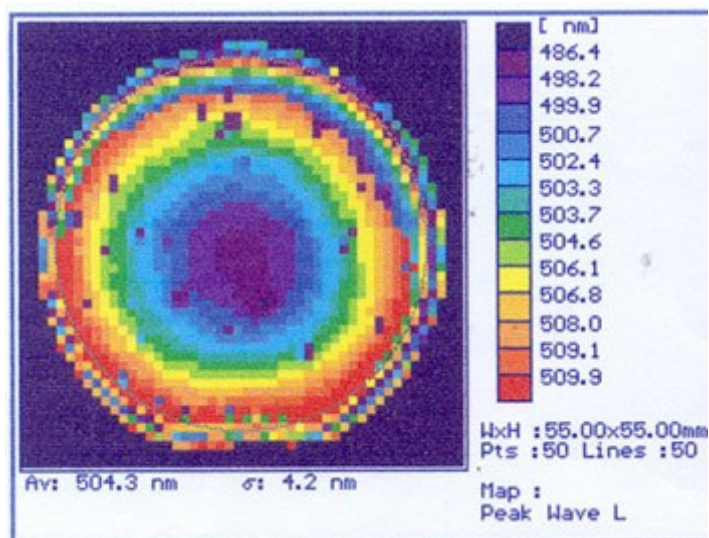 [ nm]
486.4
498.2
499.9
500.7
502.4
503.3
503.7
504.6
506.1
506.8
508.0
509.1
509.9
WxH :55.00x55.00mm
Pts :50 Lines :50
Av: 504.3 nm σ: 4.2 nm
Map :
Peak Wave L